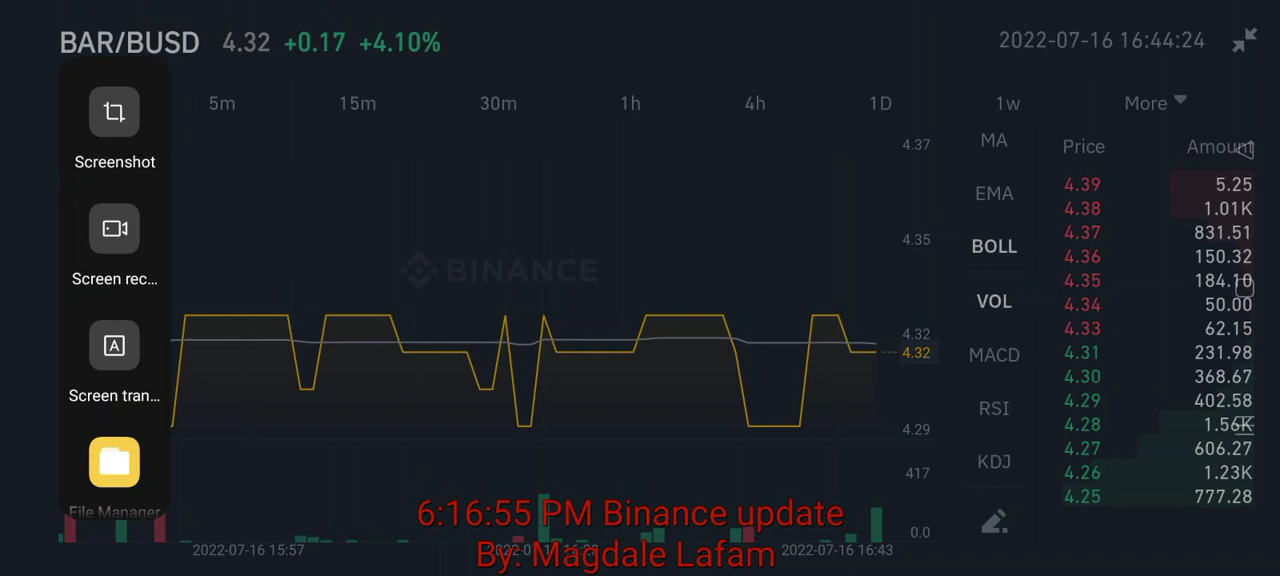 BAR/BUSD 4.32 +0.17 +4.10% 2022-07-16 16:44:24
5m 15m 30m 1h 4h 1D 1w More
Screenshot
Screen rec...
Screen tran...
File Manager
BINANCE
4.37
4.35
4.32
4.32
4.29
417
0.0
MA
EMA
BOLL
VOL
MACD
RSI
KDJ
Price Amount
4.39 5.25
4.38 1.01K
4.37 831.51
4.36 150.32
4.35 184.10
4.34 50.00
4.33 62.15
4.31 231.98
4.30 368.67
4.29 402.58
4.28 1.56K
4.27 606.27
4.26 1.23K
4.25 777.28
2022-07-16 15:57 2022-07-16 16:43
6:16:55 PM Binance update
By: Magdale Lafam